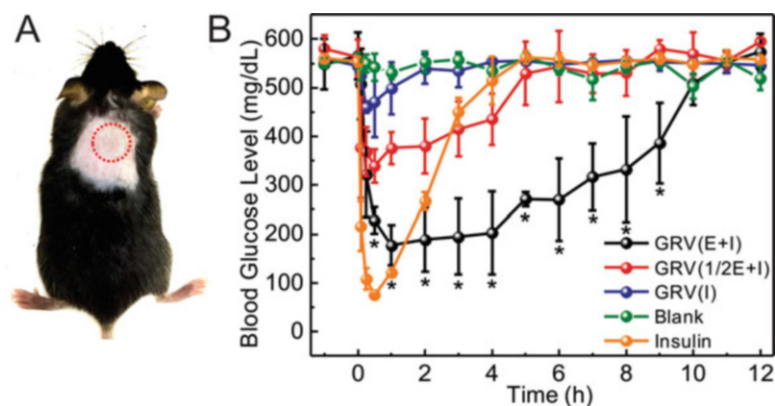 A
B
Blood Glucose Level (mg/dL)
600
500
400
300
200
100
0
0
2
4
6
8
10
12
Time (h)
GRV(E+I)
GRV(1/2E+I)
GRV(I)
Blank
Insulin
* * * * * * * * * *